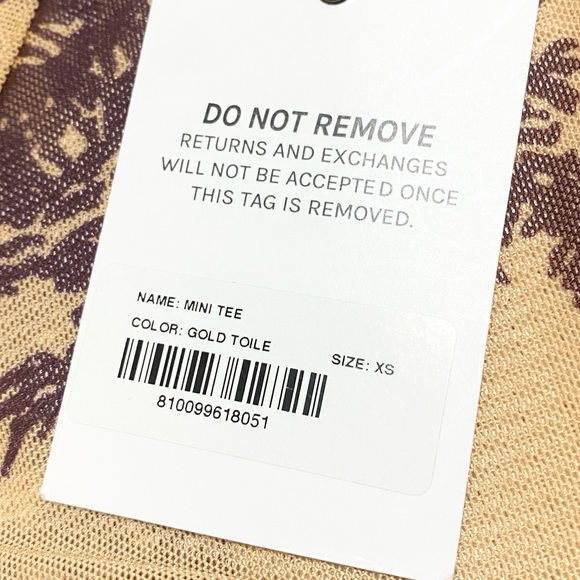 DO NOT REMOVE
RETURNS AND EXCHANGES
WILL NOT BE ACCEPTED ONCE
THIS TAG IS REMOVED.
NAME: MINI TEE
COLOR: GOLD TOILE
SIZE: XS
810099618051